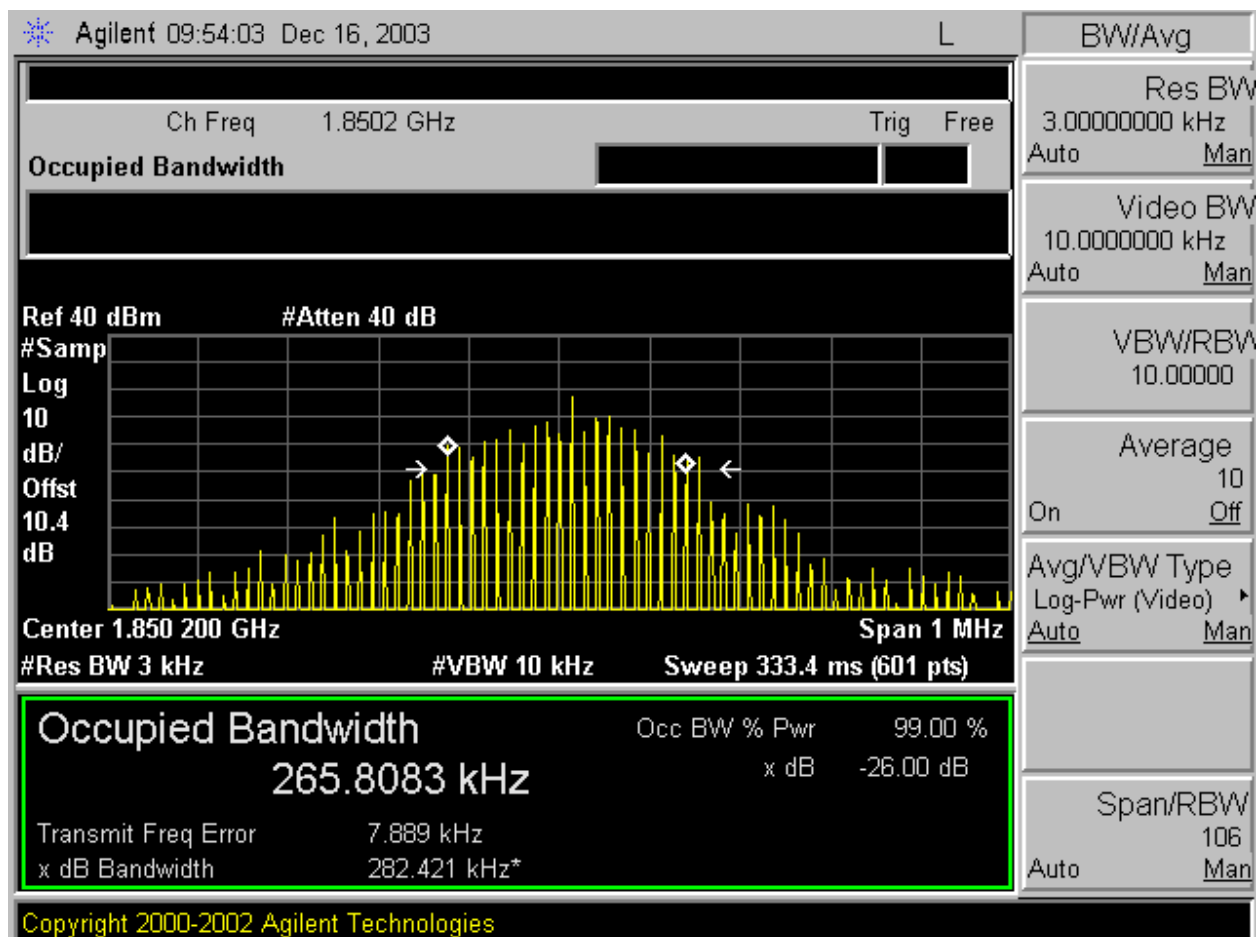 Agilent 09:54:03 Dec 16, 2003 L
Ch Freq 1.8502 GHz Trig Free
Occupied Bandwidth
Ref 40 dBm #Atten 40 dB
#Samp
Log
10
dB/
Offst
10.4
dB
Center 1.850 200 GHz Span 1 MHz
#Res BW 3 kHz #VBW 10 kHz Sweep 333.4 ms (601 pts)
Occupied Bandwidth
265.8083 kHz
Occ BW % Pwr 99.00 %
x dB -26.00 dB
Transmit Freq Error 7.889 kHz
x dB Bandwidth 282.421 kHz*
Copyright 2000-2002 Agilent Technologies
BW/Avg
Res BW
3.00000000 kHz
Auto Man
Video BW
10.0000000 kHz
Auto Man
VBW/RBW
10.00000
Average
10
On Off
Avg/VBW Type
Log-Pwr (Video)
Auto Man
Span/RBW
106
Auto Man